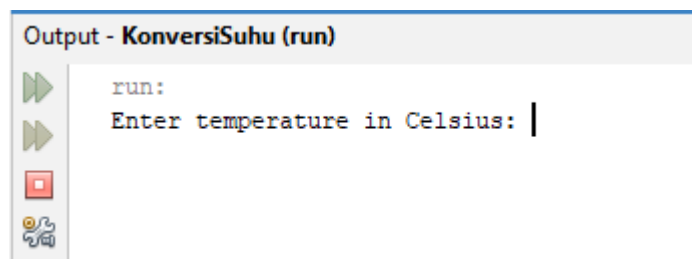 Output - KonversiSuhu (run)
run:
Enter temperature in Celsius: